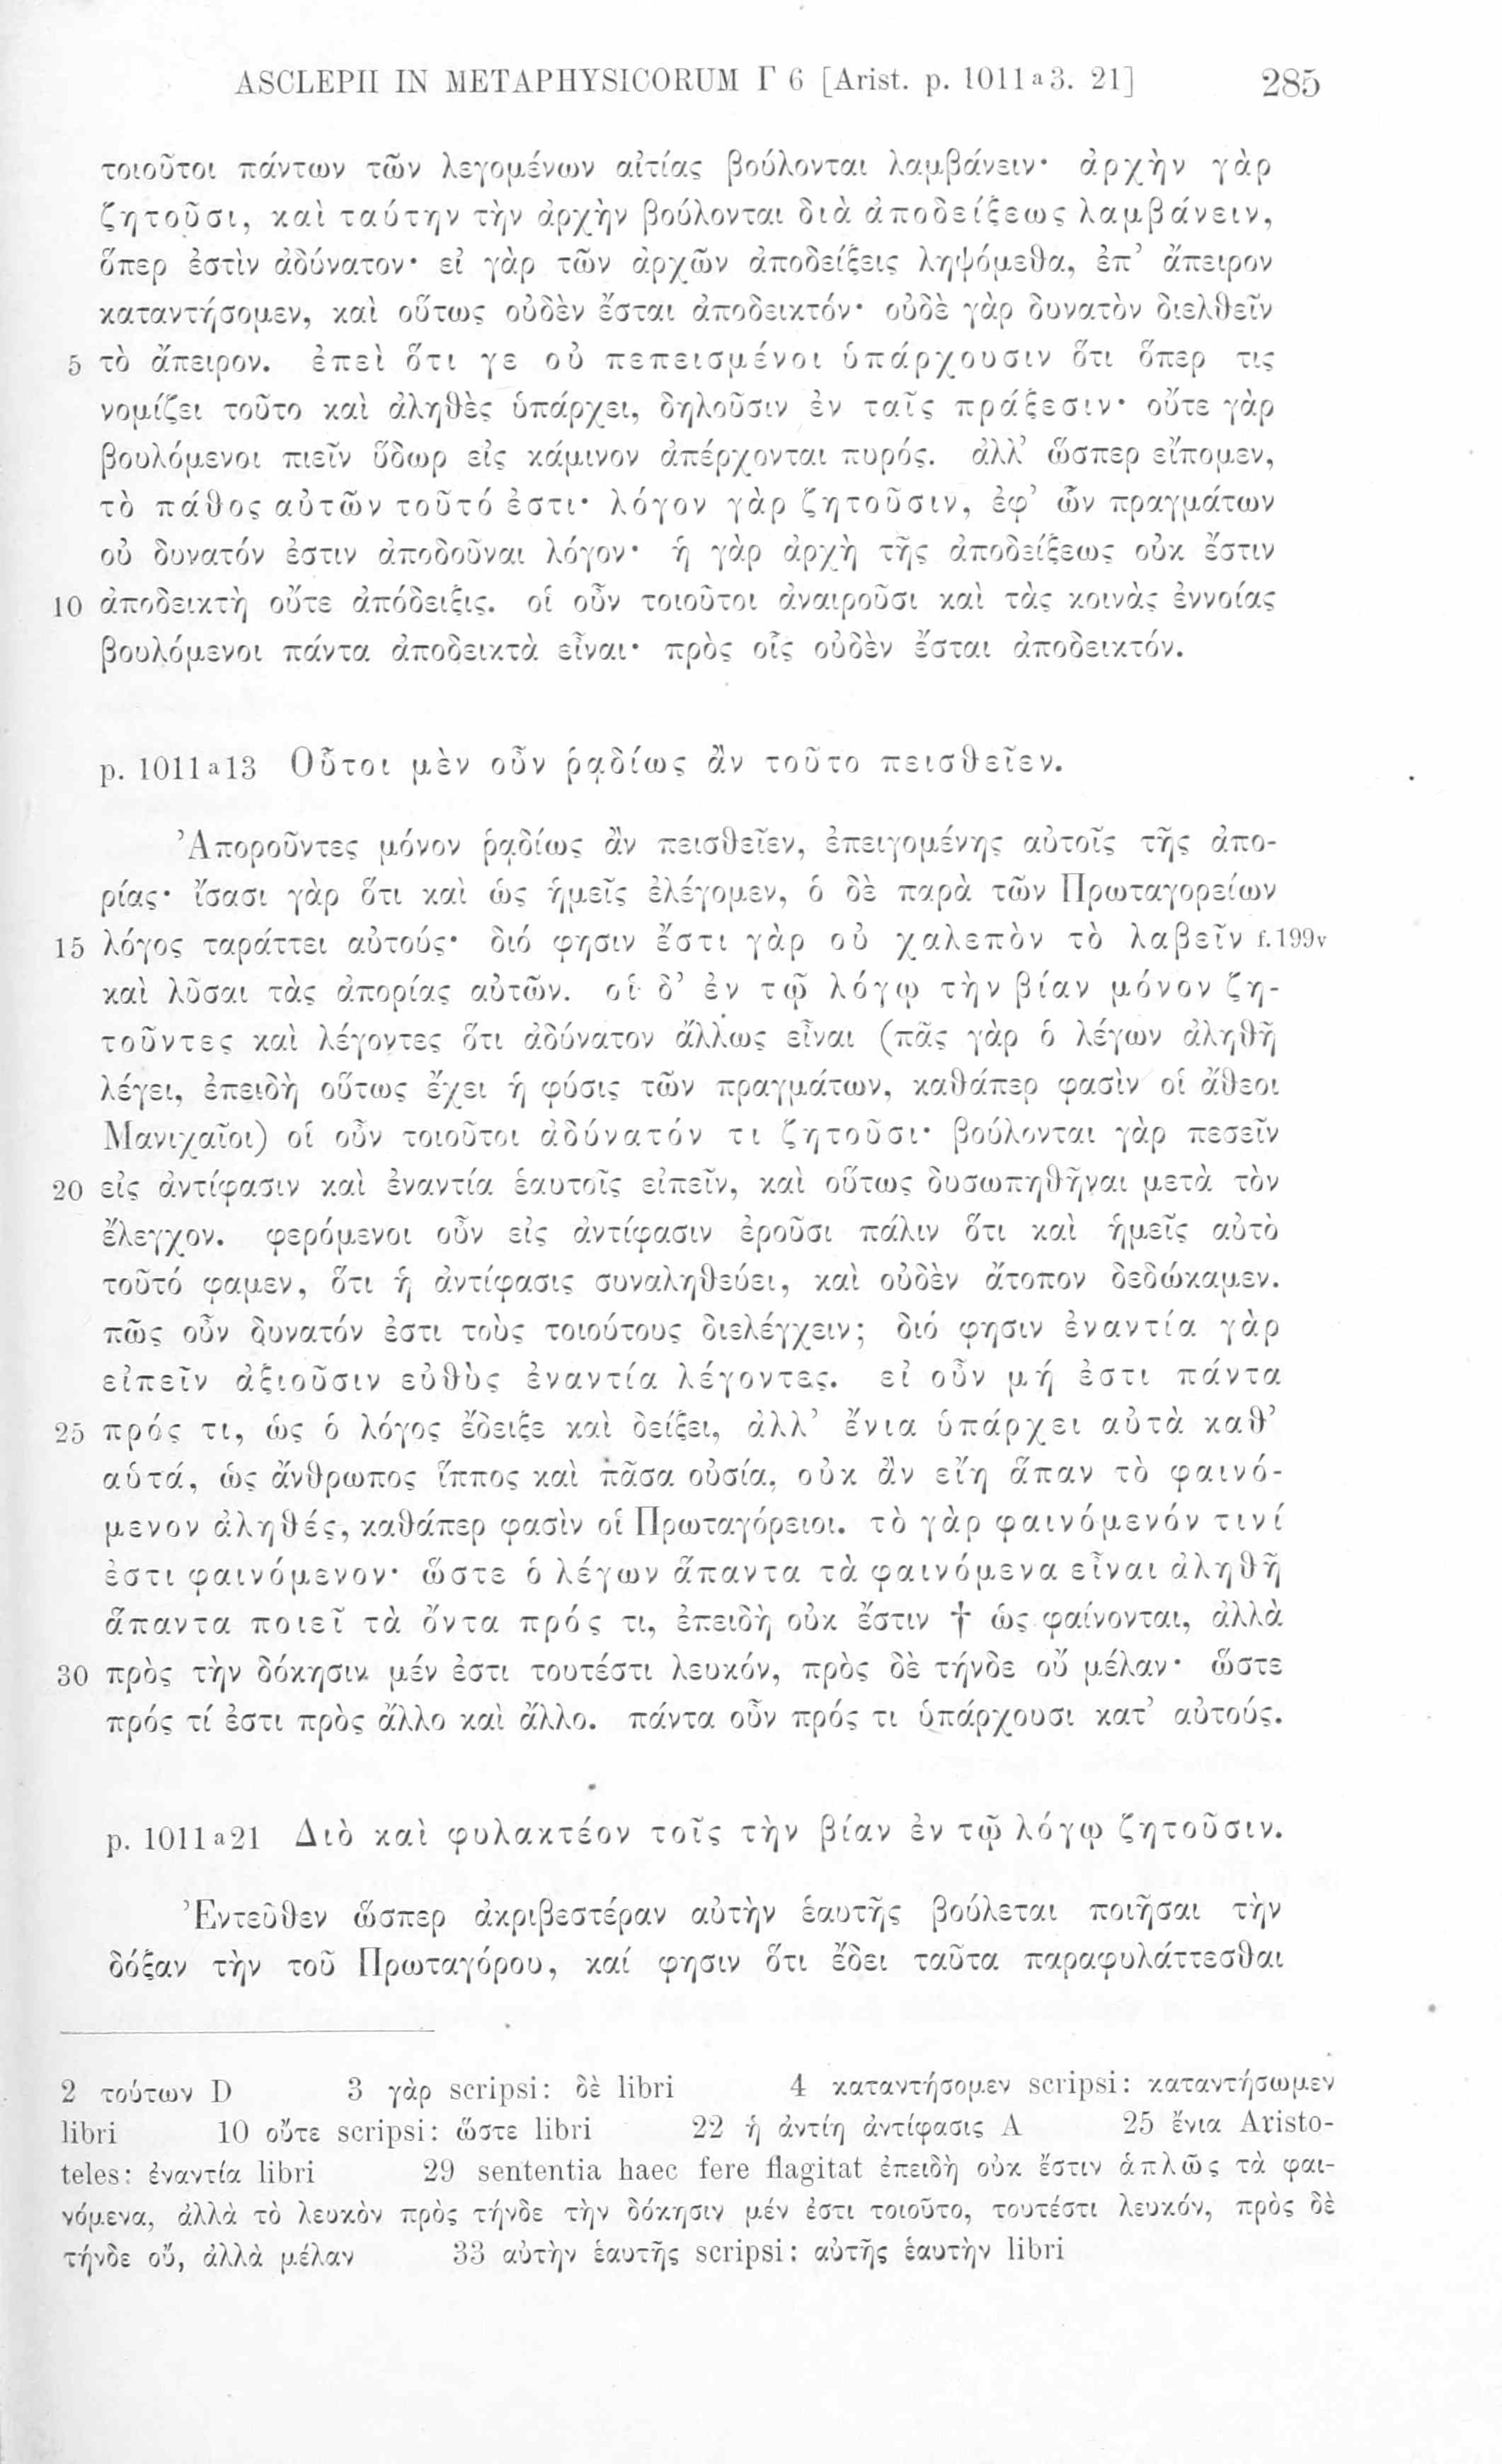 ASCLEPII IN METAPHYSICORUM Γ 6 [Arist. p. 1011 a 3. 21] 285
τοιοῦτοι πάντων τῶν λεγομένων αἰτίας βούλονται λαμβάνειν· ἀρχὴν γὰρ
ζητοῦσι, καὶ ταύτην τὴν ἀρχὴν βούλονται διὰ ἀποδείξεως λαμβάνειν,
ὅπερ ἐστὶν ἀδύνατον· εἰ γὰρ τῶν ἀρχῶν ἀποδείξεις ληψόμεθα, ἐπ’ ἄπειρον
καταντήσομεν, καὶ οὕτως οὐδὲν ἔσται ἀποδεικτόν· οὐδὲ γὰρ δυνατὸν διελθεῖν
5 τὸ ἄπειρον. ἐπεὶ ὅτι γε οὐ πεπεισμένοι ὑπάρχουσιν ὅτι ὅπερ τις
νομίζει τοῦτο καὶ ἀληθὲς ὑπάρχει, δηλοῦσιν ἐν ταῖς πράξεσιν· οὔτε γὰρ
βουλόμενοι πιεῖν ὕδωρ εἰς κάμινον ἀπέρχονται πυρός. ἀλλ’ ὥσπερ εἴπομεν,
τὸ πάθος αὐτῶν τοῦτό ἐστι· λόγον γὰρ ζητοῦσιν, ἐφ’ ὧν πραγμάτων
οὐ δυνατόν ἐστιν ἀποδοῦναι λόγον· ἡ γὰρ ἀρχὴ τῆς ἀποδείξεως οὐκ ἔστιν
10 ἀποδεικτὴ οὔτε ἀπόδειξις. οἱ οὖν τοιοῦτοι ἀναιροῦσι καὶ τὰς κοινὰς ἐννοίας
βουλόμενοι πάντα ἀποδεικτὰ εἶναι· πρὸς οἷς οὐδὲν ἔσται ἀποδεικτόν.
p. 1011 a 13 Οὗτοι μὲν οὖν ῥᾳδίως ἂν τοῦτο πεισθεῖεν.
Ἀποροῦντες μόνον ῥᾳδίως ἂν πεισθεῖεν, ἐπειγομένης αὐτοῖς τῆς ἀπο-
ρίας· ἴσασι γὰρ ὅτι καὶ ὡς ἡμεῖς ἐλέγομεν, ὁ δὲ παρὰ τῶν Πρωταγορείων
15 λόγος ταράττει αὐτούς· διό φησιν ἔστι γὰρ οὐ χαλεπὸν τὸ λαβεῖν f. 199v
καὶ λῦσαι τὰς ἀπορίας αὐτῶν. οἱ δ’ ἐν τῷ λόγῳ τὴν βίαν μόνον ζη-
τοῦντες καὶ λέγοντες ὅτι ἀδύνατον ἄλλως εἶναι (πᾶς γὰρ ὁ λέγων ἀληθῆ
λέγει, ἐπειδὴ οὕτως ἔχει ἡ φύσις τῶν πραγμάτων, καθάπερ φασὶν οἱ ἄθεοι
Μανιχαῖοι) οἱ οὖν τοιοῦτοι ἀδύνατόν τι ζητοῦσι· βούλονται γὰρ πεσεῖν
20 εἰς ἀντίφασιν καὶ ἐναντία ἑαυτοῖς εἰπεῖν, καὶ οὕτως δυσωπηθῆναι μετὰ τὸν
ἔλεγχον. φερόμενοι οὖν εἰς ἀντίφασιν ἐροῦσι πάλιν ὅτι καὶ ἡμεῖς αὐτὸ
τοῦτό φαμεν, ὅτι ἡ ἀντίφασις συναληθεύει, καὶ οὐδὲν ἄτοπον δεδώκαμεν.
πῶς οὖν δυνατόν ἐστι τοὺς τοιούτους διελέγχειν; διό φησιν ἐναντία γὰρ
εἰπεῖν ἀξιοῦσιν εὐθὺς ἐναντία λέγοντες. εἰ οὖν μή ἐστι πάντα
25 πρός τι, ὡς ὁ λόγος ἔδειξε καὶ δείξει, ἀλλ’ ἔνια ὑπάρχει αὐτὰ καθ’
αὑτά, ὡς ἄνθρωπος ἵππος καὶ πᾶσα οὐσία, οὐκ ἂν εἴη ἅπαν τὸ φαινό-
μενον ἀληθές, καθάπερ φασὶν οἱ Πρωταγόρειοι. τὸ γὰρ φαινόμενόν τινί
ἐστι φαινόμενον· ὥστε ὁ λέγων ἅπαντα τὰ φαινόμενα εἶναι ἀληθῆ
ἅπαντα ποιεῖ τὰ ὄντα πρός τι, ἐπειδὴ οὐκ ἔστιν † ὡς φαίνονται, ἀλλὰ
30 πρὸς τὴν δόκησιν μέν ἐστι τουτέστι λευκόν, πρὸς δὲ τήνδε οὔ μέλαν· ὥστε
πρός τί ἐστι πρὸς ἄλλο καὶ ἄλλο. πάντα οὖν πρός τι ὑπάρχουσι κατ’ αὐτούς.
p. 1011 a 21 Διὸ καὶ φυλακτέον τοῖς τὴν βίαν ἐν τῷ λόγῳ ζητοῦσιν.
Ἐντεῦθεν ὥσπερ ἀκριβεστέραν αὐτὴν ἑαυτῆς βούλεται ποιῆσαι τὴν
δόξαν τὴν τοῦ Πρωταγόρου, καί φησιν ὅτι ἔδει ταῦτα παραφυλάττεσθαι
2 τούτων D 3 γὰρ scripsi: δὲ libri 4 καταντήσομεν scripsi: καταντήσωμεν
libri 10 οὔτε scripsi: ὥστε libri 22 ἡ ἀντίη ἀντίφασις A 25 ἔνια Aristo-
teles: ἐναντία libri 29 sententia haec fere flagitat ἐπειδὴ οὐκ ἔστιν ἁπλῶς τὰ φαι-
νόμενα, ἀλλὰ τὸ λευκὸν πρὸς τήνδε τὴν δόκησιν μέν ἐστι τοιοῦτο, τουτέστι λευκόν, πρὸς δὲ
τήνδε οὔ, ἀλλὰ μέλαν 33 αὐτὴν ἑαυτῆς scripsi: αὐτῆς ἑαυτὴν libri